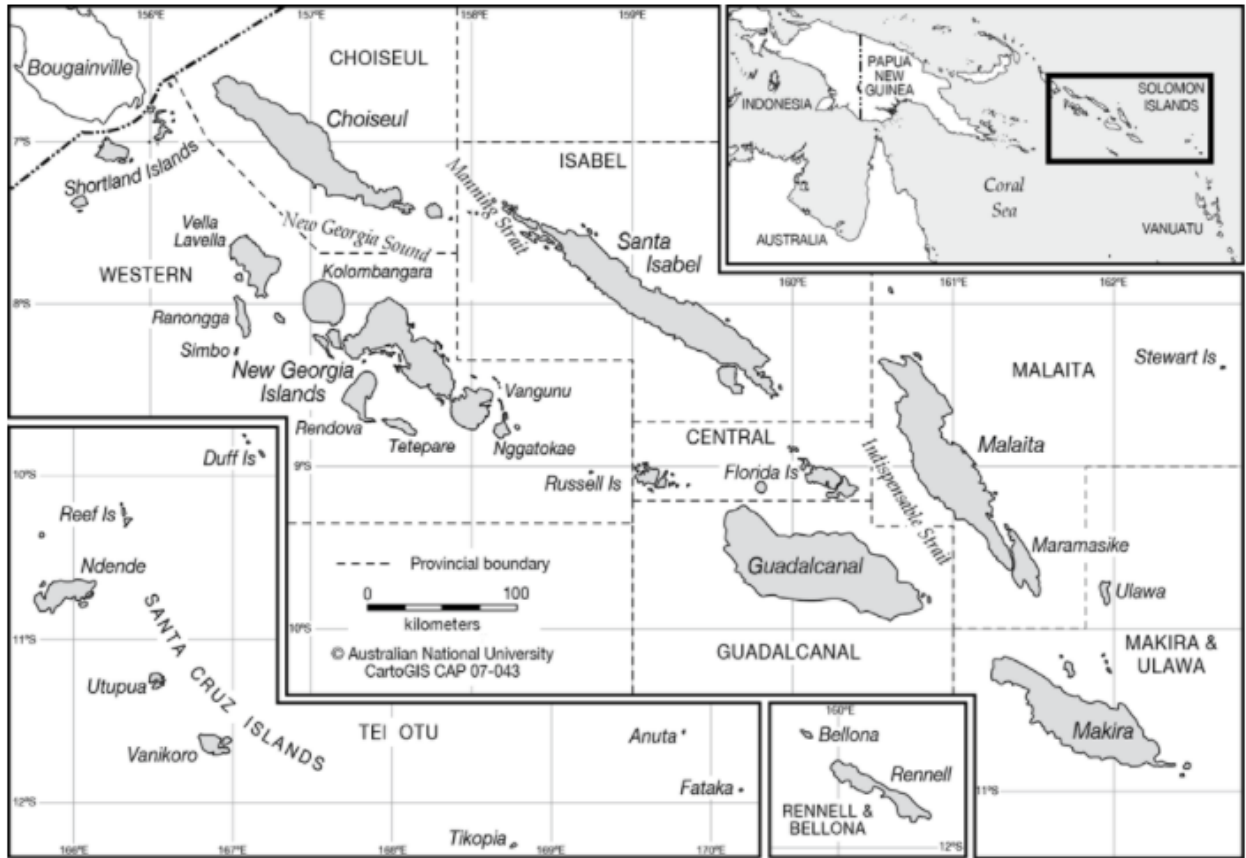 156°E
157°E
158°E
159°E
CHOISEUL
Bougainville
Choiseul
7°S
Shortland Islands
ISABEL
Manning Strait
New Georgia Sound
Vella
Lavella
Santa
Isabel
WESTERN
Kolombangara
8°S
Ranongga
Simbo
New Georgia
Islands
Vangunu
Rendova
Tetepare
Nggatokae
9°S
PAPUA
NEW
GUINEA
INDONESIA
SOLOMON
ISLANDS
Coral
Sea
AUSTRALIA
VANUATU
160°E
161°E
162°E
MALAITA
Stewart Is
Malaita
CENTRAL
Russell Is
Florida Is
Indispensable Strait
Guadalcanal
Maramasike
Ulawa
10°S
GUADALCANAL
MAKIRA &
ULAWA
Makira
11°S
Provincial boundary
0
100
kilometers
© Australian National University
CartoGIS CAP 07-043
Duff Is
10°S
Reef Is
Ndende
SANTA CRUZ ISLANDS
11°S
Utupua
Vanikoro
TEI OTU
Anuta
Fataka
12°S
Tikopia
166°E
167°E
168°E
169°E
170°E
160°E
Bellona
Rennell
RENNELL &
BELLONA
12°S